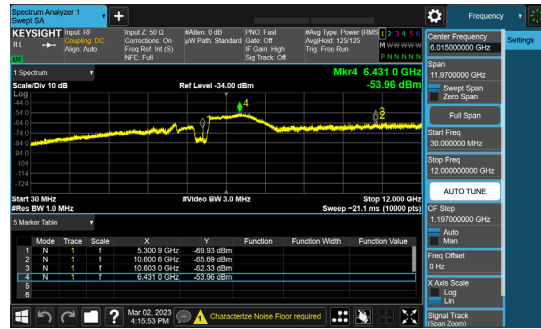 Spectrum Analyzer 1
Swept SA
Frequency
KEYSIGHT
Input: RF
Coupling: DC
Align: Auto
Input Z: 50 Ω
Corrections: On
Freq Ref: Int (S)
NFE: Full
#Atten: 0 dB
µW Path: Standard
PNO: Fast
Gate: Off
IF Gain: High
Sig Track: Off
#Avg Type: Power (RMS
Avg|Hold: 125/125
Trig: Free Run
1 2 3 4 5 6
M W W W W W
P N N N N N
1 Spectrum
Scale/Div 10 dB
Ref Level -34.00 dBm
Mkr4 6.431 0 GHz
-53.96 dBm
Log
-44.0
-54.0
-64.0
-74.0
-84.0
-94.0
-104
-114
-124
4
2
Start 30 MHz
#Res BW 1.0 MHz
#Video BW 3.0 MHz
Stop 12.000 GHz
Sweep ~21.1 ms (10000 pts)
5 Marker Table
Mode Trace Scale X Y Function Function Width Function Value
1 N 1 f 5.300 9 GHz -69.93 dBm
2 N 1 f 10.600 6 GHz -65.69 dBm
3 N 1 f 10.603 0 GHz -62.33 dBm
4 N 1 f 6.431 0 GHz -53.96 dBm
5
6
Mar 02, 2023
4:15:53 PM
Characterize Noise Floor required
Center Frequency
6.015000000 GHz
Settings
Span
11.9700000 GHz
Swept Span
Zero Span
Full Span
Start Freq
30.000000 MHz
Stop Freq
12.000000000 GHz
AUTO TUNE
CF Step
1.197000000 GHz
Auto
Man
Freq Offset
0 Hz
X Axis Scale
Log
Lin
Signal Track
(Span Zoom)